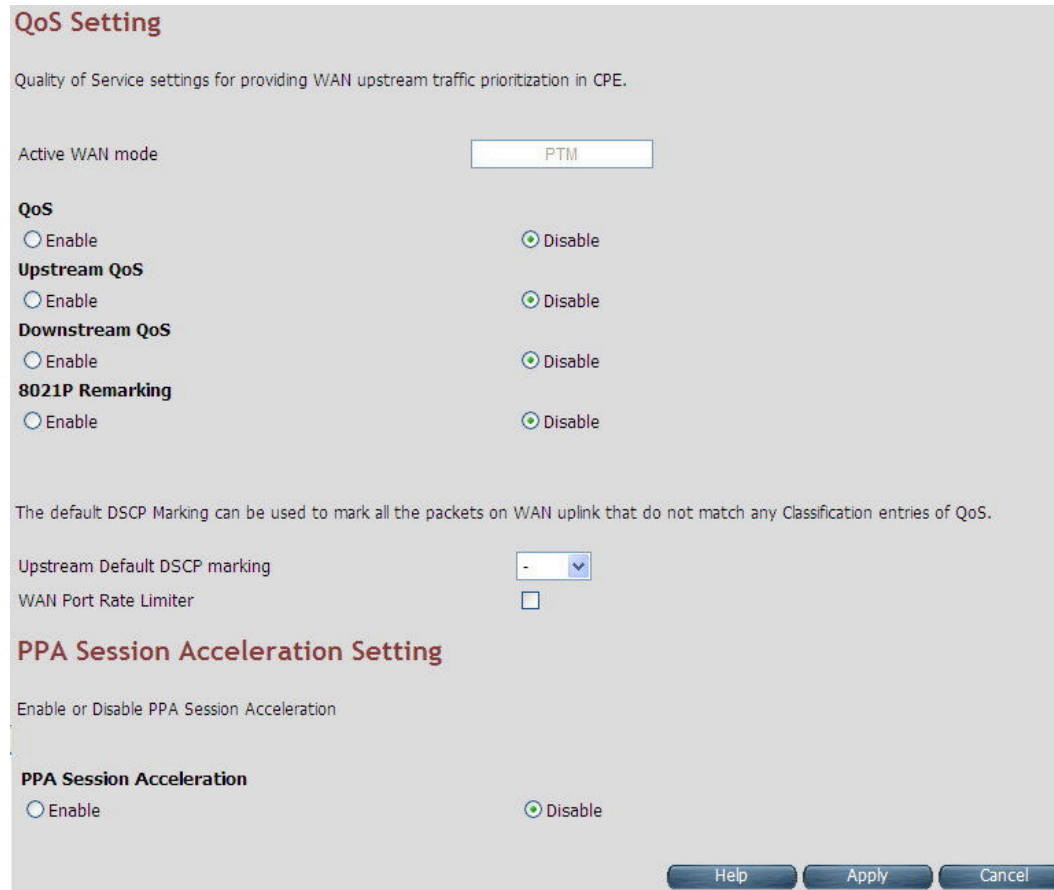 QoS Setting
Quality of Service settings for providing WAN upstream traffic prioritization in CPE.
Active WAN mode PTM
QoS
Enable Disable
Upstream QoS
Enable Disable
Downstream QoS
Enable Disable
8021P Remarking
Enable Disable
The default DSCP Marking can be used to mark all the packets on WAN uplink that do not match any Classification entries of QoS.
Upstream Default DSCP marking -
WAN Port Rate Limiter
PPA Session Acceleration Setting
Enable or Disable PPA Session Acceleration
PPA Session Acceleration
Enable Disable
Help Apply Cancel